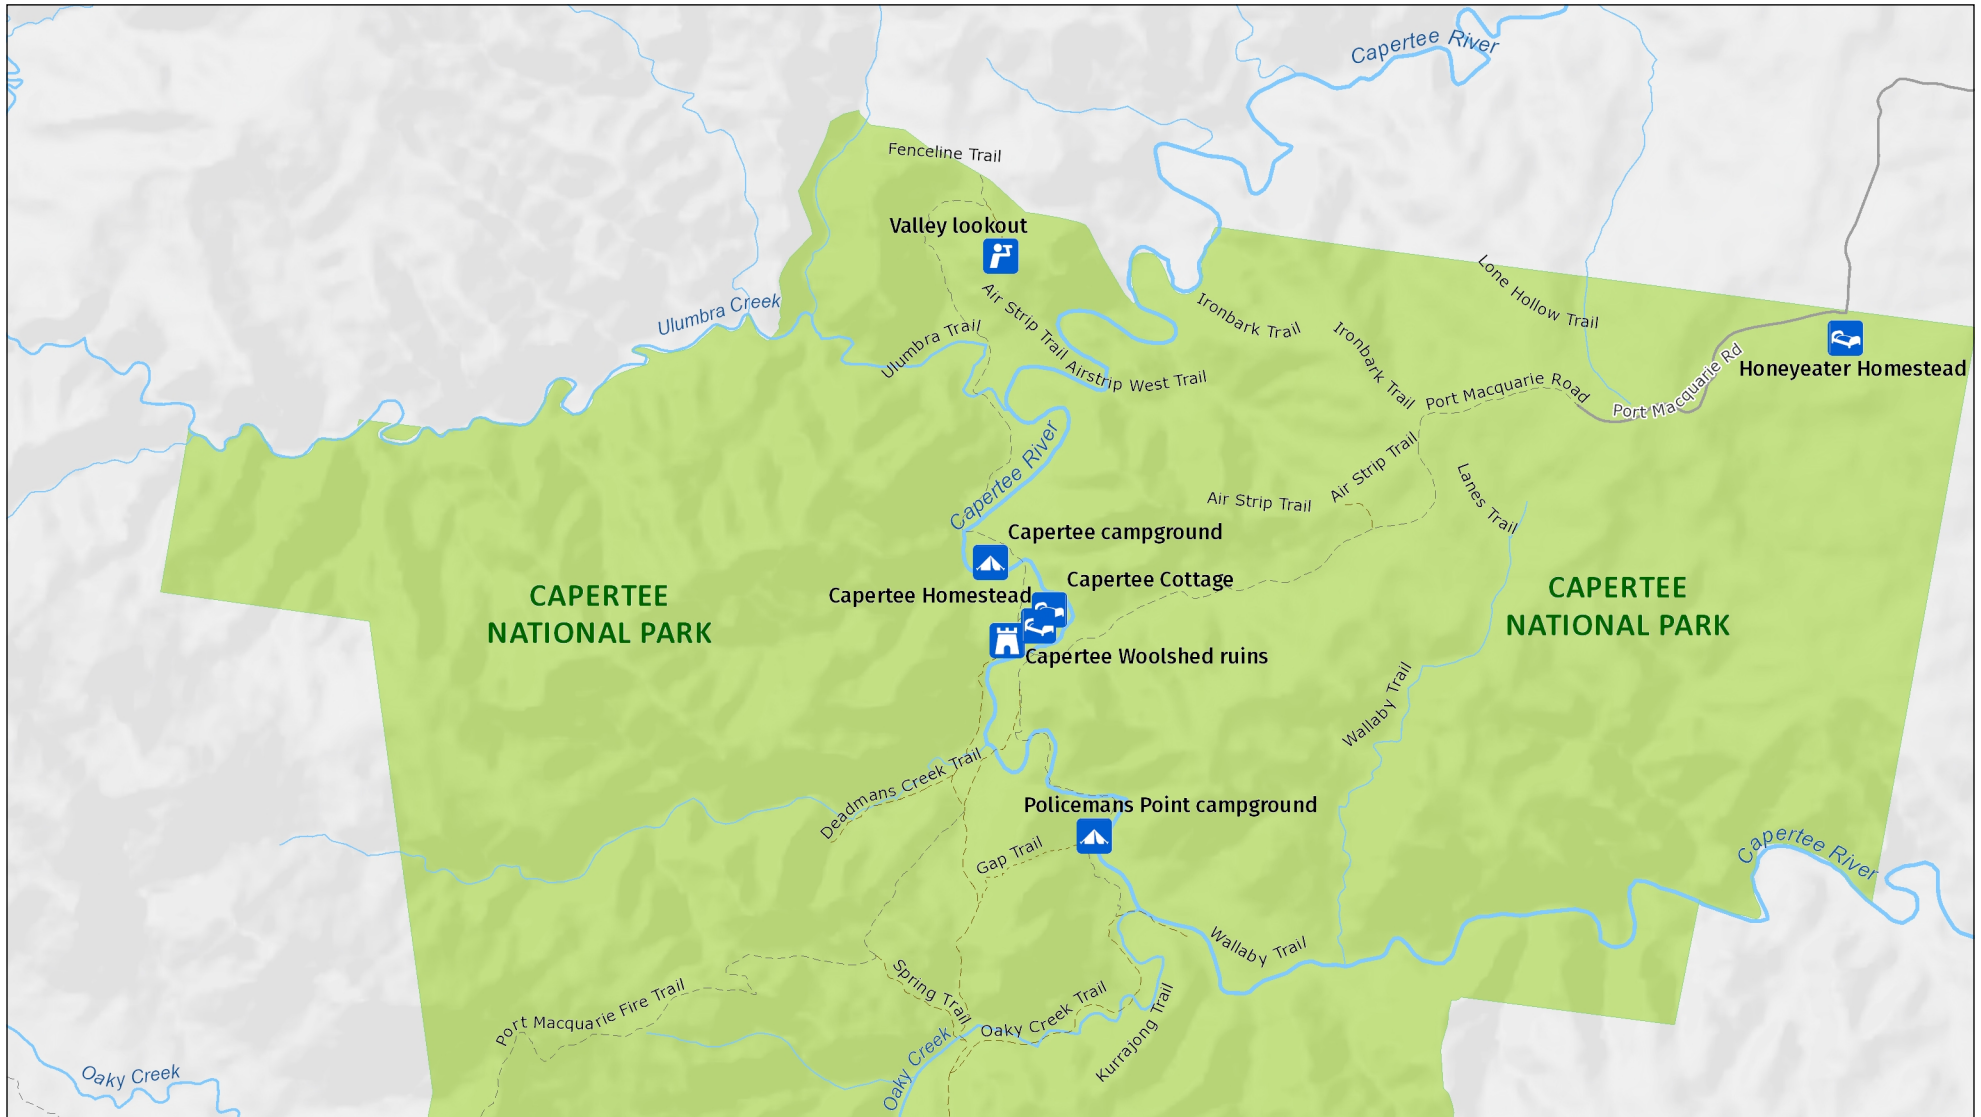 Capertee River
Fenceline Trail
Valley lookout
Lone Hollow Trail
Air Strip Trail
Ironbark Trail
Ulumbra Creek
Ulumbra Trail
Ironbark Trail
Airstrip West Trail
Port Macquarie Road
Port Macquarie Rd
Honeyeater Homestead
Capertee River
Air Strip Trail
Air Strip Trail
Lanes Trail
Capertee campground
Capertee Cottage
Capertee Homestead
CAPERTEE
NATIONAL PARK
CAPERTEE
NATIONAL PARK
Capertee Woolshed ruins
Wallaby Trail
Deadmans Creek Trail
Policemans Point campground
Gap Trail
Capertee River
Wallaby Trail
Spring Trail
Port Macquarie Fire Trail
Oaky Creek Trail
Kurrajong Trail
Oaky Creek
Oaky Creek